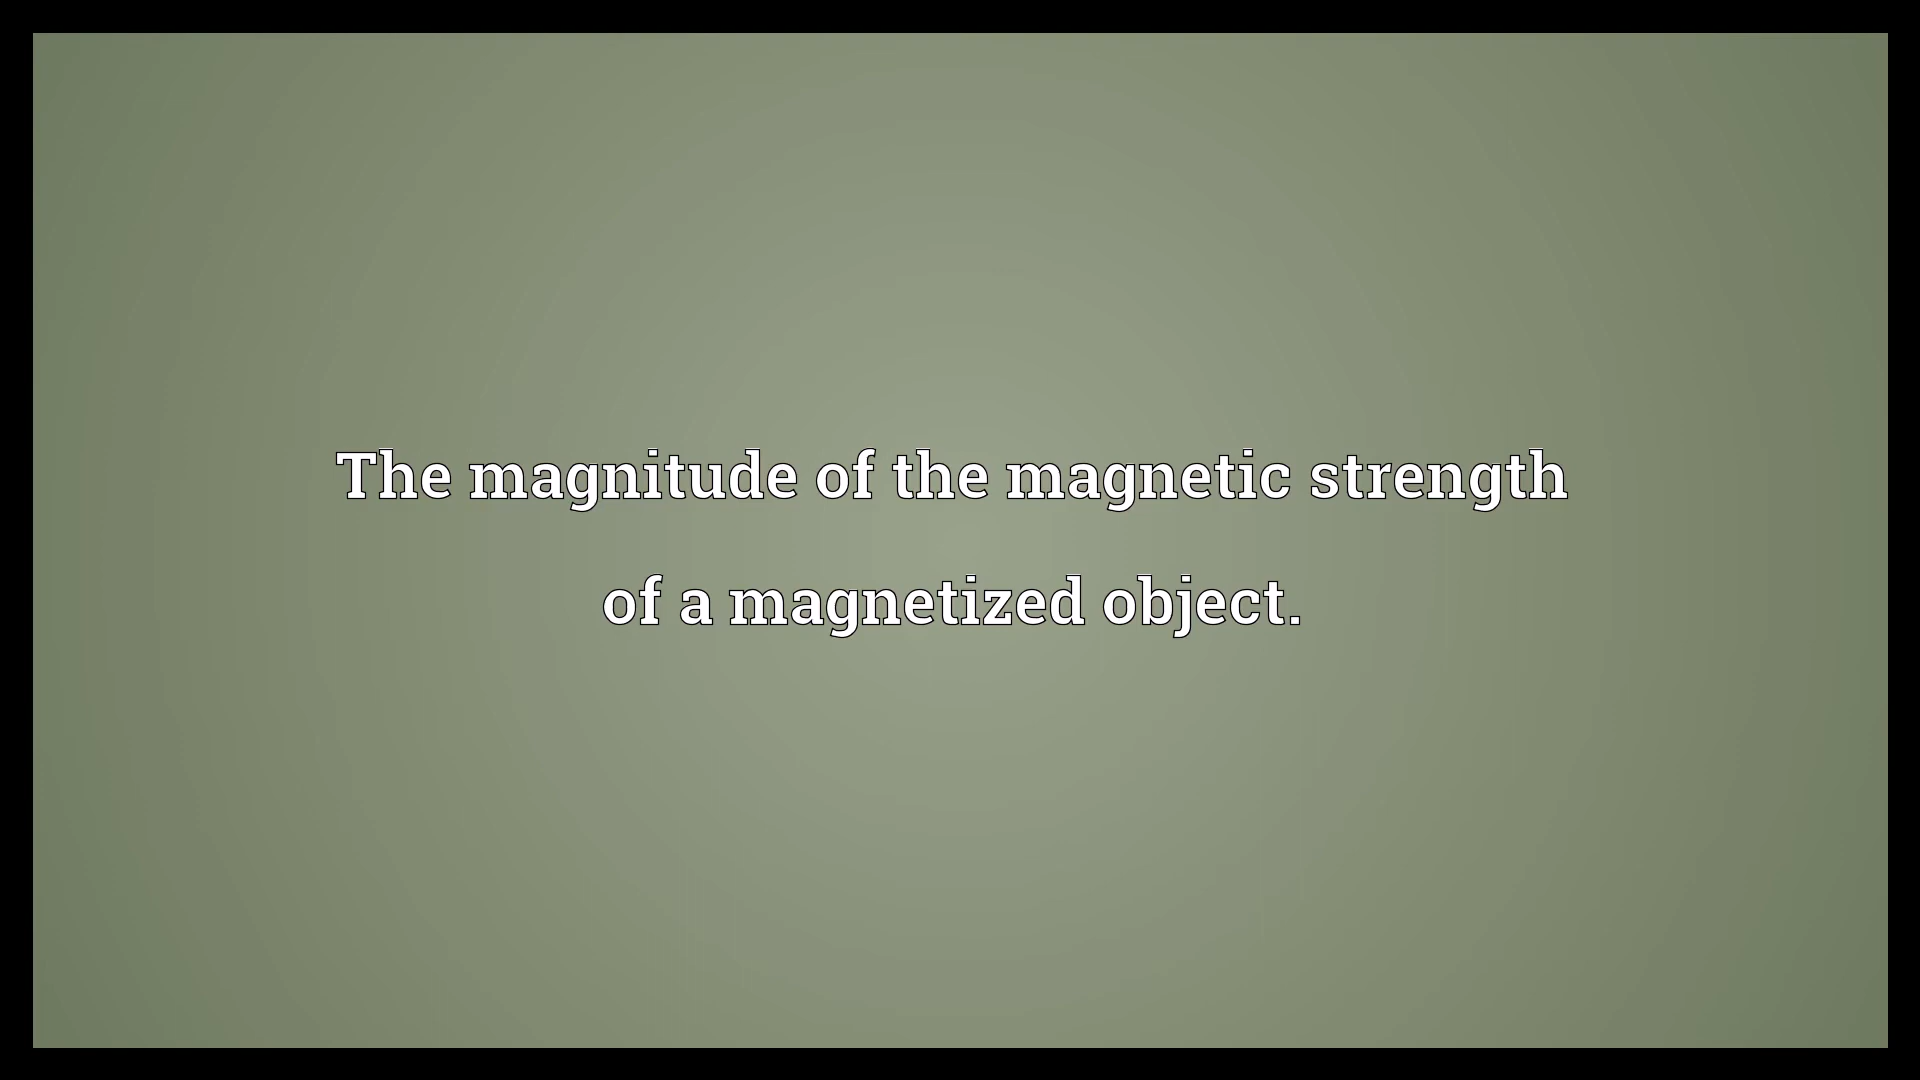 The magnitude of the magnetic strength
of a magnetized object.